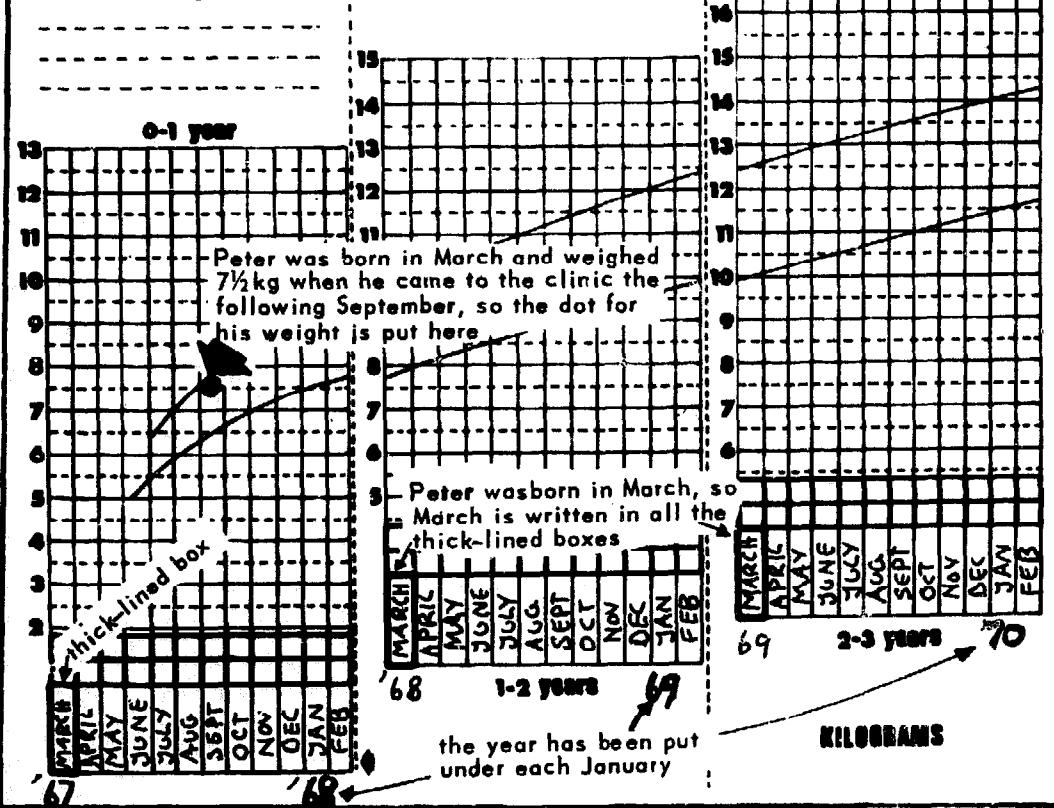 0-1 year
13
12
11
10
9
8
7
6
5
4
3
2
Peter was born in March and weighed
7½kg when he came to the clinic the
following September, so the dot for
his weight is put here
thick-lined box
MARCH
APRIL
MAY
JUNE
JULY
AUG
SEPT
OCT
NOV
DEC
JAN
FEB
'67
'68
15
14
13
12
11
8
7
6
5
Peter wasborn in March, so
March is written in all the
thick-lined boxes
MARCH
APRIL
MAY
JUNE
JULY
AUG
SEPT
OCT
NOV
DEC
JAN
FEB
'68
1-2 years
69
the year has been put
under each January
16
15
14
13
12
11
10
9
8
7
6
MARCH
APRIL
MAY
JUNE
JULY
AUG
SEPT
OCT
NOV
DEC
JAN
FEB
'69
2-3 years
'70
KILOGRAMS